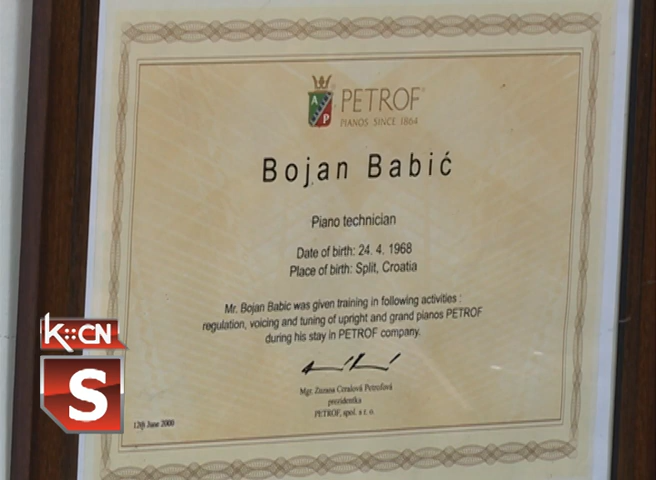 A
P
PETROF
PIANOS SINCE 1864
Bojan Babić
Piano technician
Date of birth: 24. 4. 1968
Place of birth: Split, Croatia
Mr. Bojan Babic was given training in following activities :
regulation, voicing and tuning of upright and grand pianos PETROF
during his stay in PETROF company.
Mgr. Zuzana Ceralová Petrofová
prezidentka
PETROF, spol. s r. o.
12th June 2000
K::CN
S